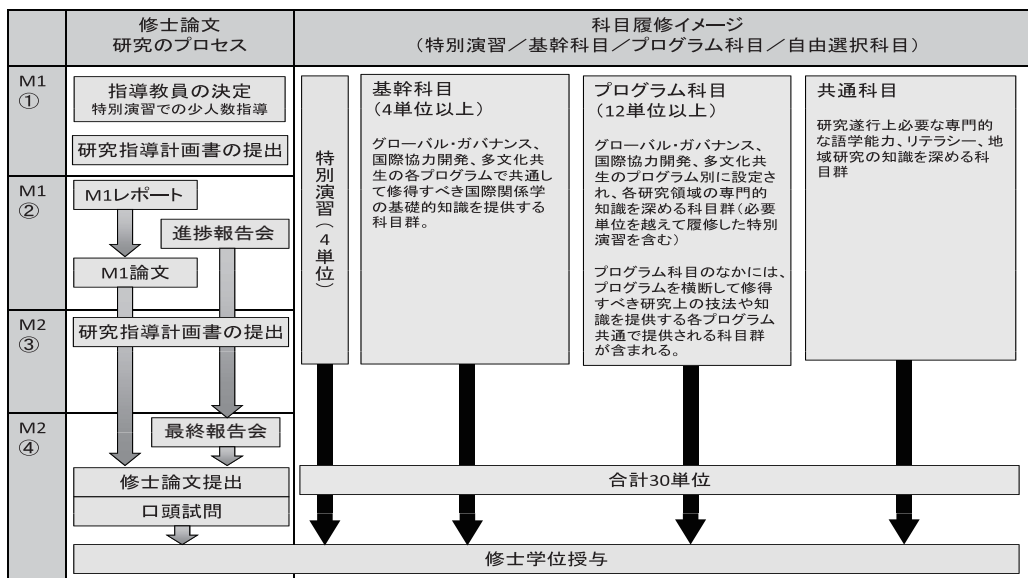 修士論文
研究のプロセス
科目履修イメージ
(特別演習／基幹科目／プログラム科目／自由選択科目)
M1
①
指導教員の決定
特別演習での少人数指導
研究指導計画書の提出
M1
②
M1レポート
進捗報告会
M1論文
M2
③
研究指導計画書の提出
M2
④
最終報告会
修士論文提出
口頭試問
特別演習(4単位)
基幹科目
(4単位以上)
グローバル・ガバナンス、
国際協力開発、多文化共
生の各プログラムで共通し
て修得すべき国際関係学
の基礎的知識を提供する
科目群。
プログラム科目
(12単位以上)
グローバル・ガバナンス、
国際協力開発、多文化共
生のプログラム別に設定さ
れ、各研究領域の専門的
知識を深める科目群(必要
単位を越えて履修した特別
演習を含む)
プログラム科目のなかには、
プログラムを横断して修得
すべき研究上の技法や知
識を提供する各プログラム
共通で提供される科目群
が含まれる。
共通科目
研究遂行上必要な専門的
な語学能力、リテラシー、地
域研究の知識を深める科
目群
合計30単位
修士学位授与